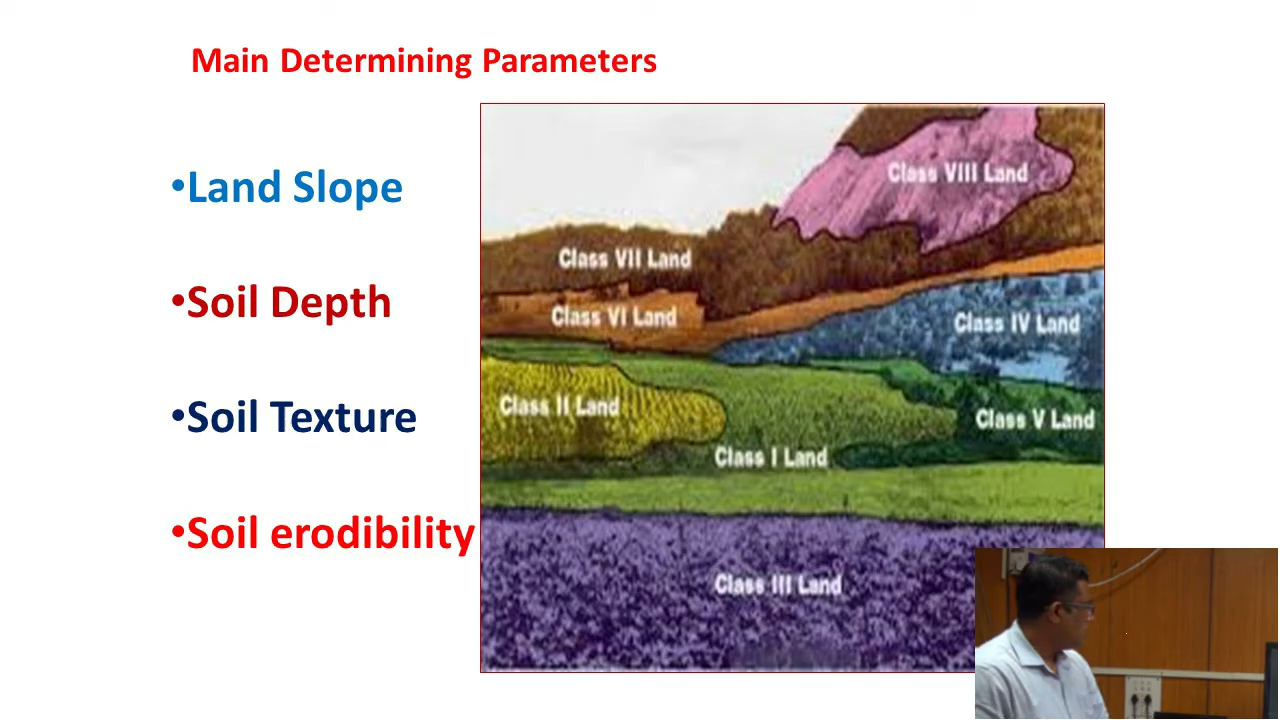 Main Determining Parameters
•Land Slope
•Soil Depth
•Soil Texture
•Soil erodibility
Class VIII Land
Class VII Land
Class VI Land
Class IV Land
Class II Land
Class V Land
Class I Land
Class III Land